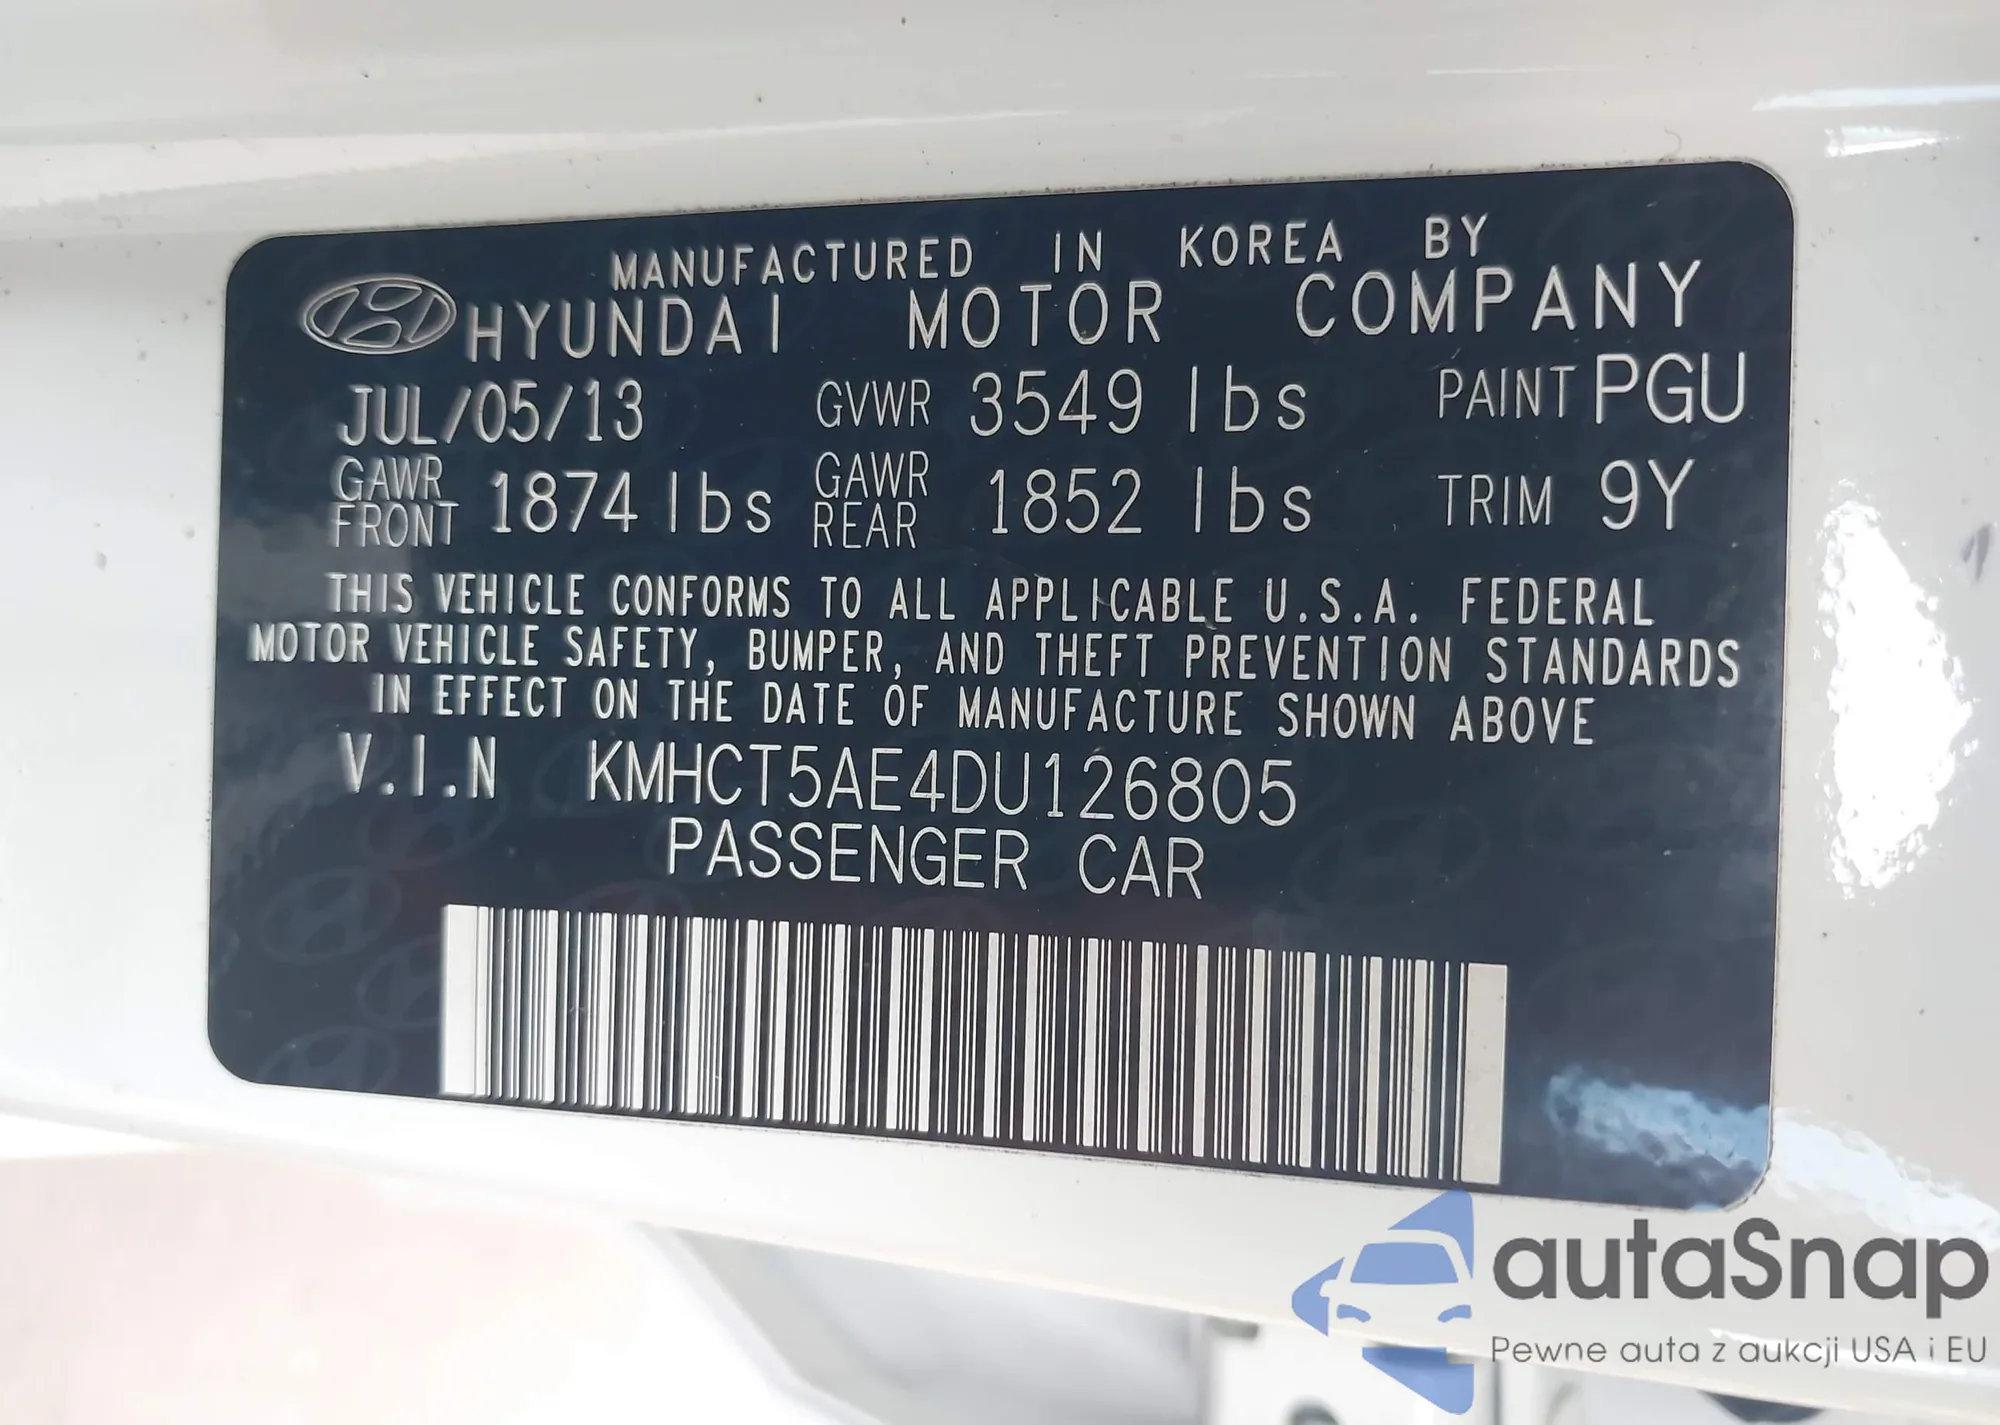 MANUFACTURED IN KOREA BY
HYUNDAI MOTOR COMPANY
JUL/05/13 GVWR 3549 lbs PAINT PGU
GAWR FRONT 1874 lbs GAWR REAR 1852 lbs TRIM 9Y
THIS VEHICLE CONFORMS TO ALL APPLICABLE U.S.A. FEDERAL
MOTOR VEHICLE SAFETY, BUMPER, AND THEFT PREVENTION STANDARDS
IN EFFECT ON THE DATE OF MANUFACTURE SHOWN ABOVE
V.I.N KMHCT5AE4DU126805
PASSENGER CAR
autaSnap
Pewne auta z aukcji USA i EU